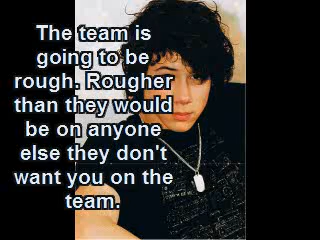 The team is
going to be
rough. Rougher
than they would
be on anyone
else they don't
want you on the
team.